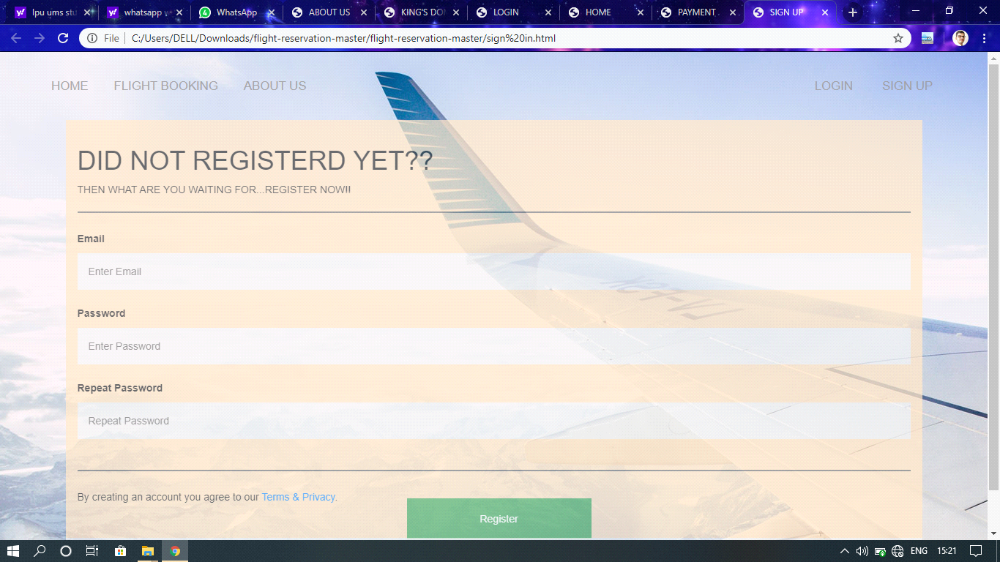 lpu ums stu
whatsapp w
WhatsApp
ABOUT US
KING'S DO
LOGIN
HOME
PAYMENT
SIGN UP
File
C:/Users/DELL/Downloads/flight-reservation-master/flight-reservation-master/sign%20in.html
HOME
FLIGHT BOOKING
ABOUT US
LOGIN
SIGN UP
DID NOT REGISTERD YET??
THEN WHAT ARE YOU WAITING FOR...REGISTER NOW!!
Email
Enter Email
Password
Enter Password
Repeat Password
Repeat Password
By creating an account you agree to our Terms & Privacy.
Register
ENG
15:21